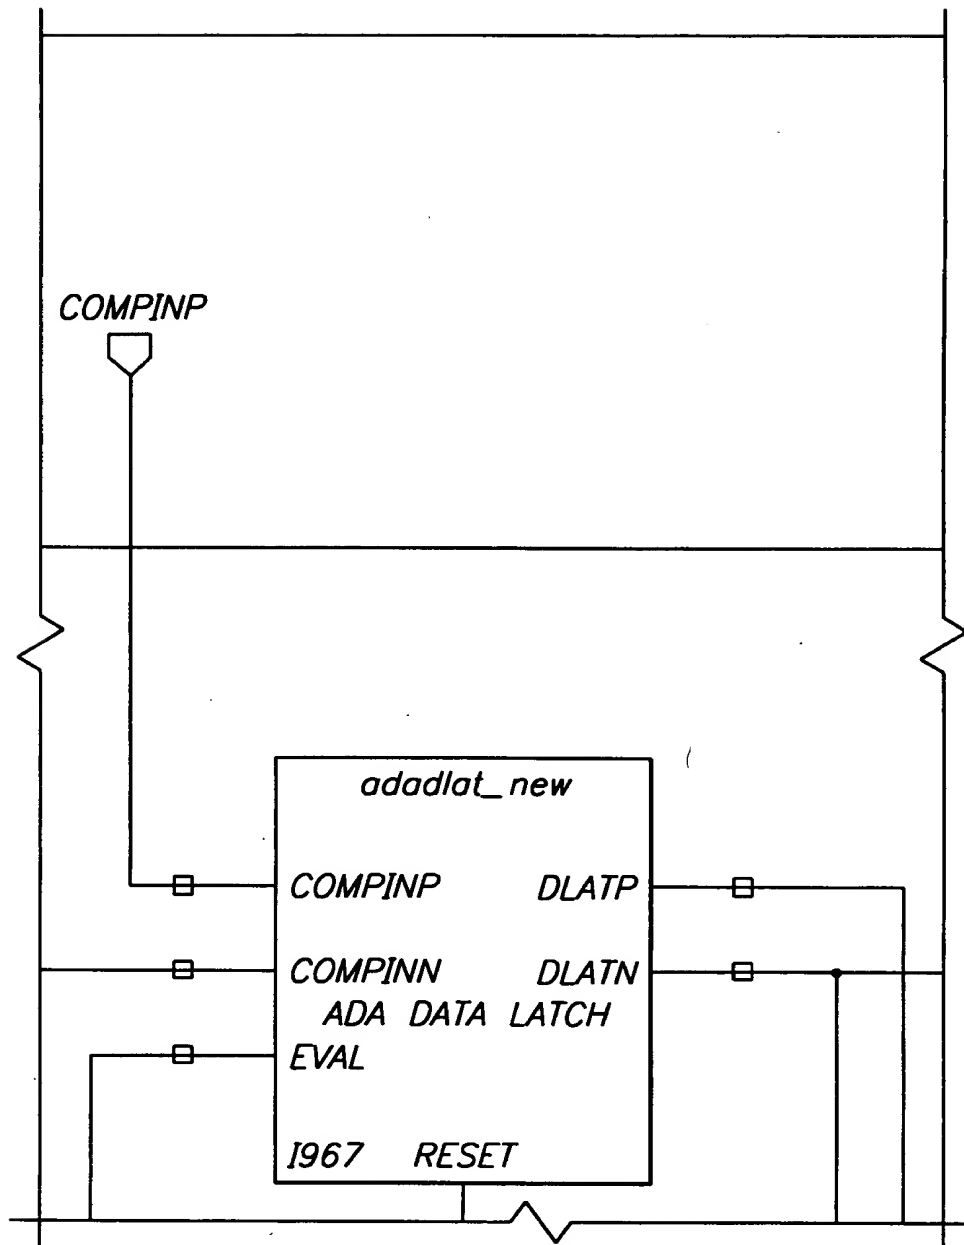 COMPINP
adadlat_new
COMPINP DLATP
COMPINN DLATN
ADA DATA LATCH
EVAL
I967 RESET